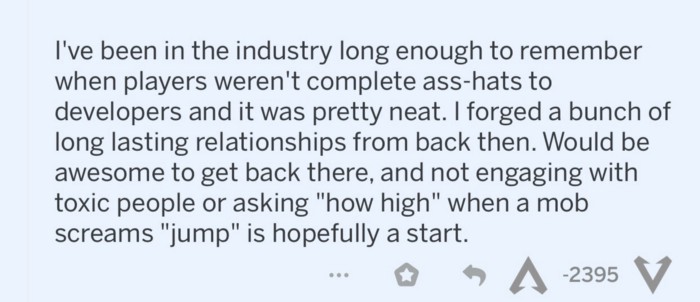 I've been in the industry long enough to remember
when players weren't complete ass-hats to
developers and it was pretty neat. I forged a bunch of
long lasting relationships from back then. Would be
awesome to get back there, and not engaging with
toxic people or asking "how high" when a mob
screams "jump" is hopefully a start.
-2395